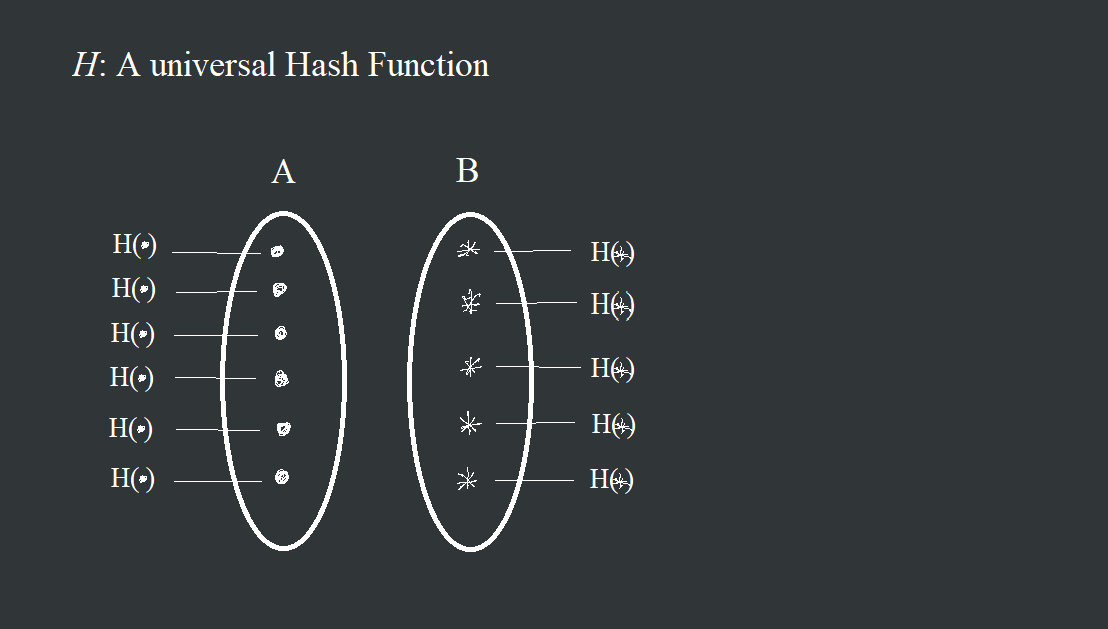 H: A universal Hash Function
A B
H(•) H(*)
H(•) H(*)
H(•) H(*)
H(•) H(*)
H(•) H(*)
H(•)